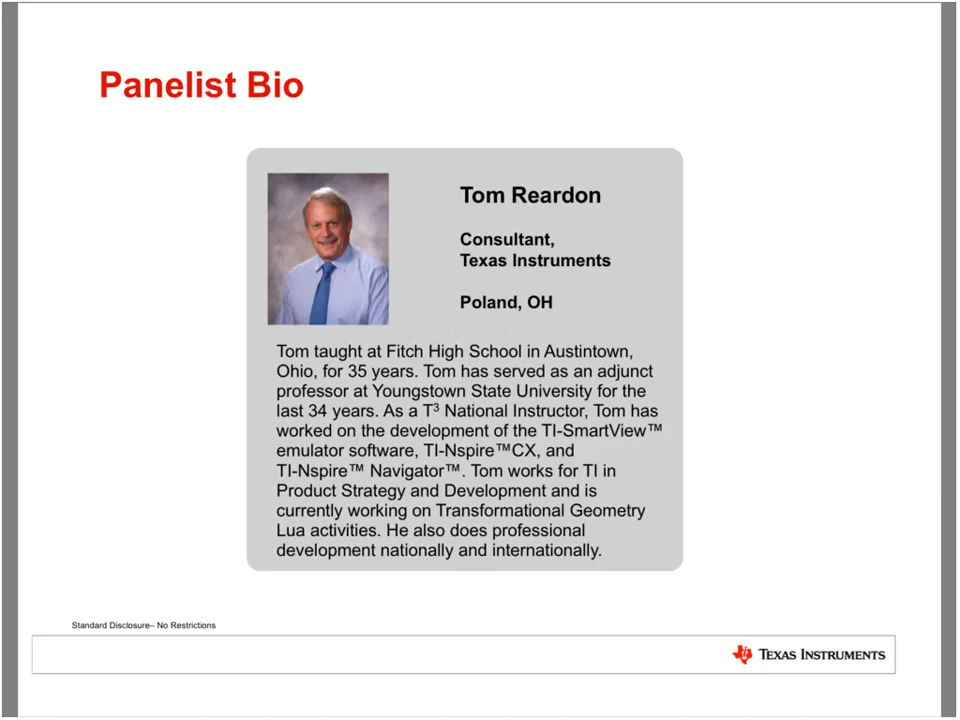 Panelist Bio
Tom Reardon
Consultant,
Texas Instruments
Poland, OH
Tom taught at Fitch High School in Austintown,
Ohio, for 35 years. Tom has served as an adjunct
professor at Youngstown State University for the
last 34 years. As a T³ National Instructor, Tom has
worked on the development of the TI-SmartView™
emulator software, TI-Nspire™CX, and
TI-Nspire™ Navigator™. Tom works for TI in
Product Strategy and Development and is
currently working on Transformational Geometry
Lua activities. He also does professional
development nationally and internationally.
Standard Disclosure– No Restrictions
TEXAS INSTRUMENTS